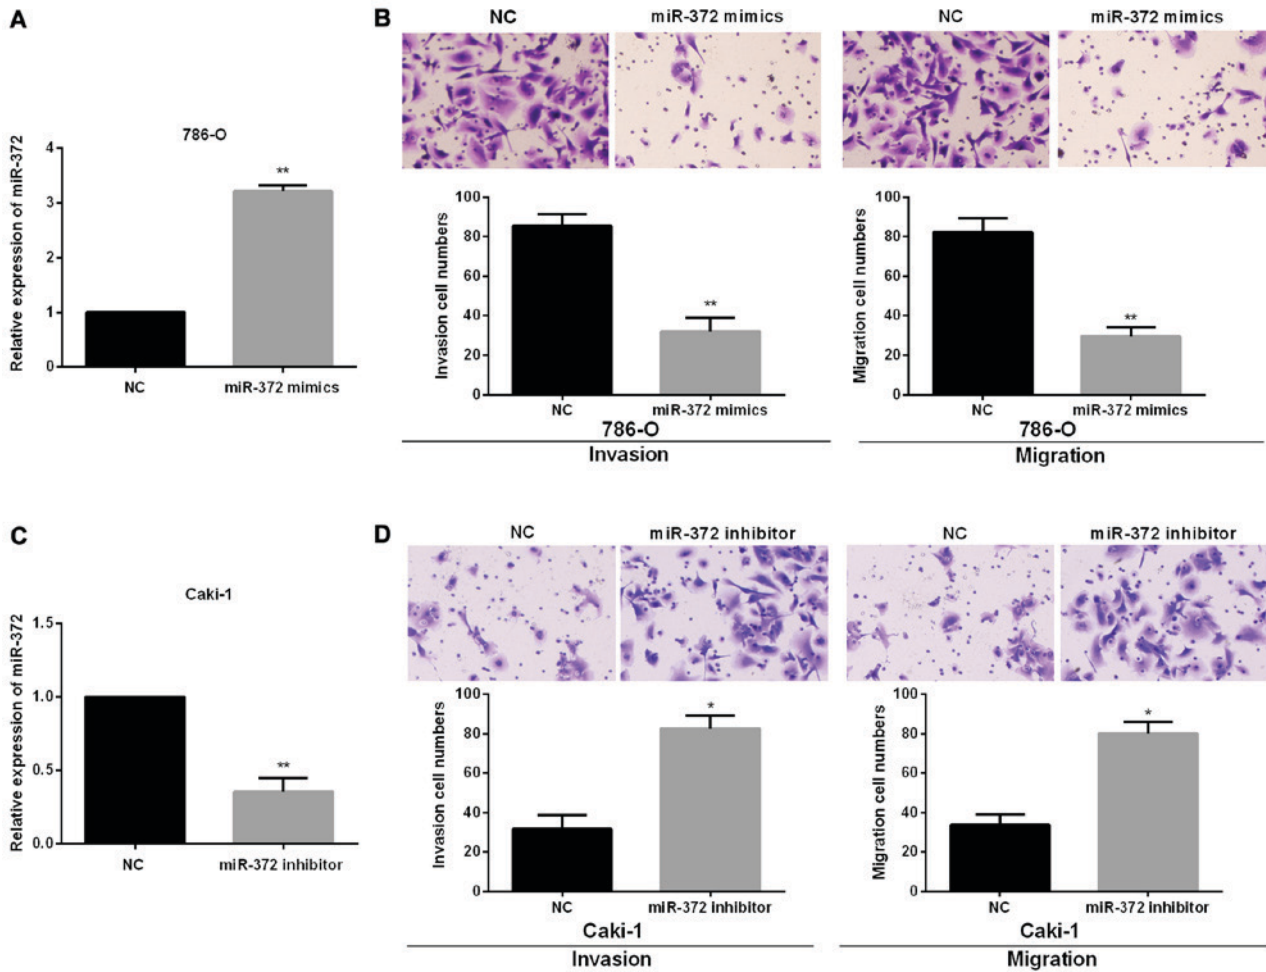 A
786-O
Relative expression of miR-372
4
3
2
1
0
**
NC
miR-372 mimics
B
NC
miR-372 mimics
NC
miR-372 mimics
Invasion cell numbers
100
80
60
40
20
0
**
NC
miR-372 mimics
786-O
Invasion
Migration cell numbers
100
80
60
40
20
0
**
NC
miR-372 mimics
786-O
Migration
C
Caki-1
Relative expression of miR-372
1.5
1.0
0.5
0.0
**
NC
miR-372 inhibitor
D
NC
miR-372 inhibitor
NC
miR-372 inhibitor
Invasion cell numbers
100
80
60
40
20
0
*
NC
miR-372 inhibitor
Caki-1
Invasion
Migration cell numbers
100
80
60
40
20
0
*
NC
miR-372 inhibitor
Caki-1
Migration